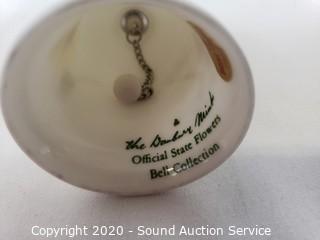 The Danbury Mint
Official State Flowers
Bell Collection
Copyright 2020 - Sound Auction Service